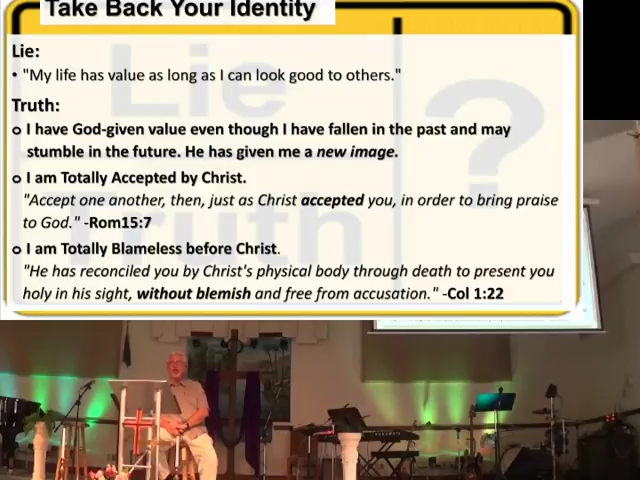 Take Back Your Identity
Lie:
• "My life has value as long as I can look good to others."
Truth:
o I have God-given value even though I have fallen in the past and may
stumble in the future. He has given me a new image.
o I am Totally Accepted by Christ.
"Accept one another, then, just as Christ accepted you, in order to bring praise
to God." -Rom15:7
o I am Totally Blameless before Christ.
"He has reconciled you by Christ's physical body through death to present you
holy in his sight, without blemish and free from accusation." -Col 1:22
Lie
Truth
?